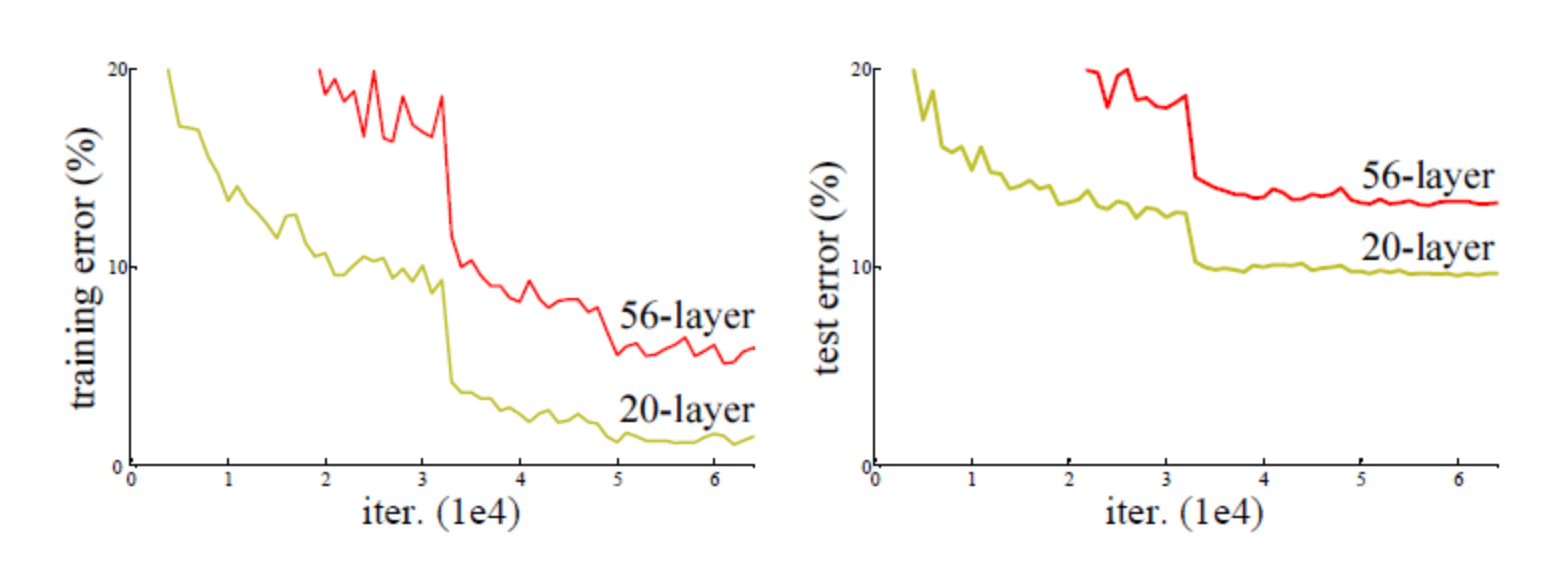 training error (%)
20
10
0
56-layer
20-layer
0 1 2 3 4 5 6
iter. (1e4)
test error (%)
20
10
0
56-layer
20-layer
0 1 2 3 4 5 6
iter. (1e4)